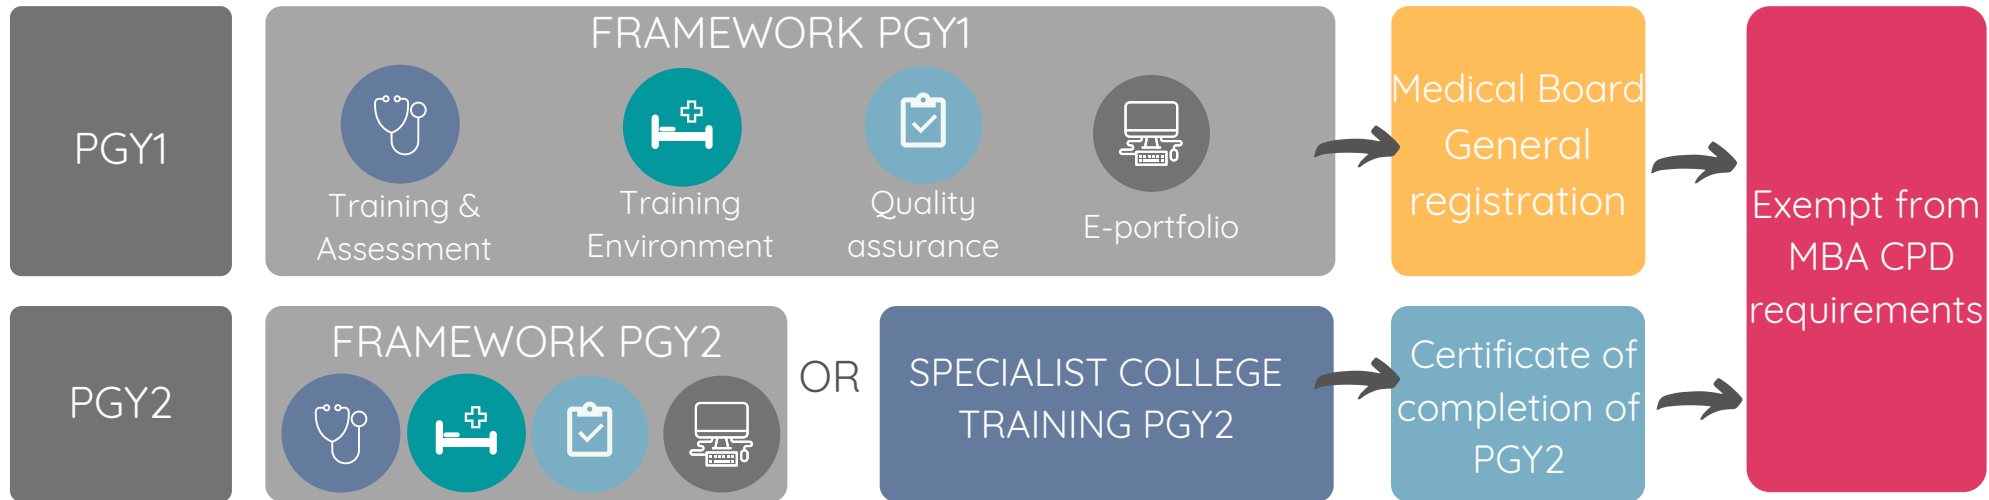 PGY1
FRAMEWORK PGY1
Training &
Assessment
Training
Environment
Quality
assurance
E-portfolio
Medical Board
General
registration
Exempt from
MBA CPD
requirements
PGY2
FRAMEWORK PGY2
OR
SPECIALIST COLLEGE
TRAINING PGY2
Certificate of
completion of
PGY2